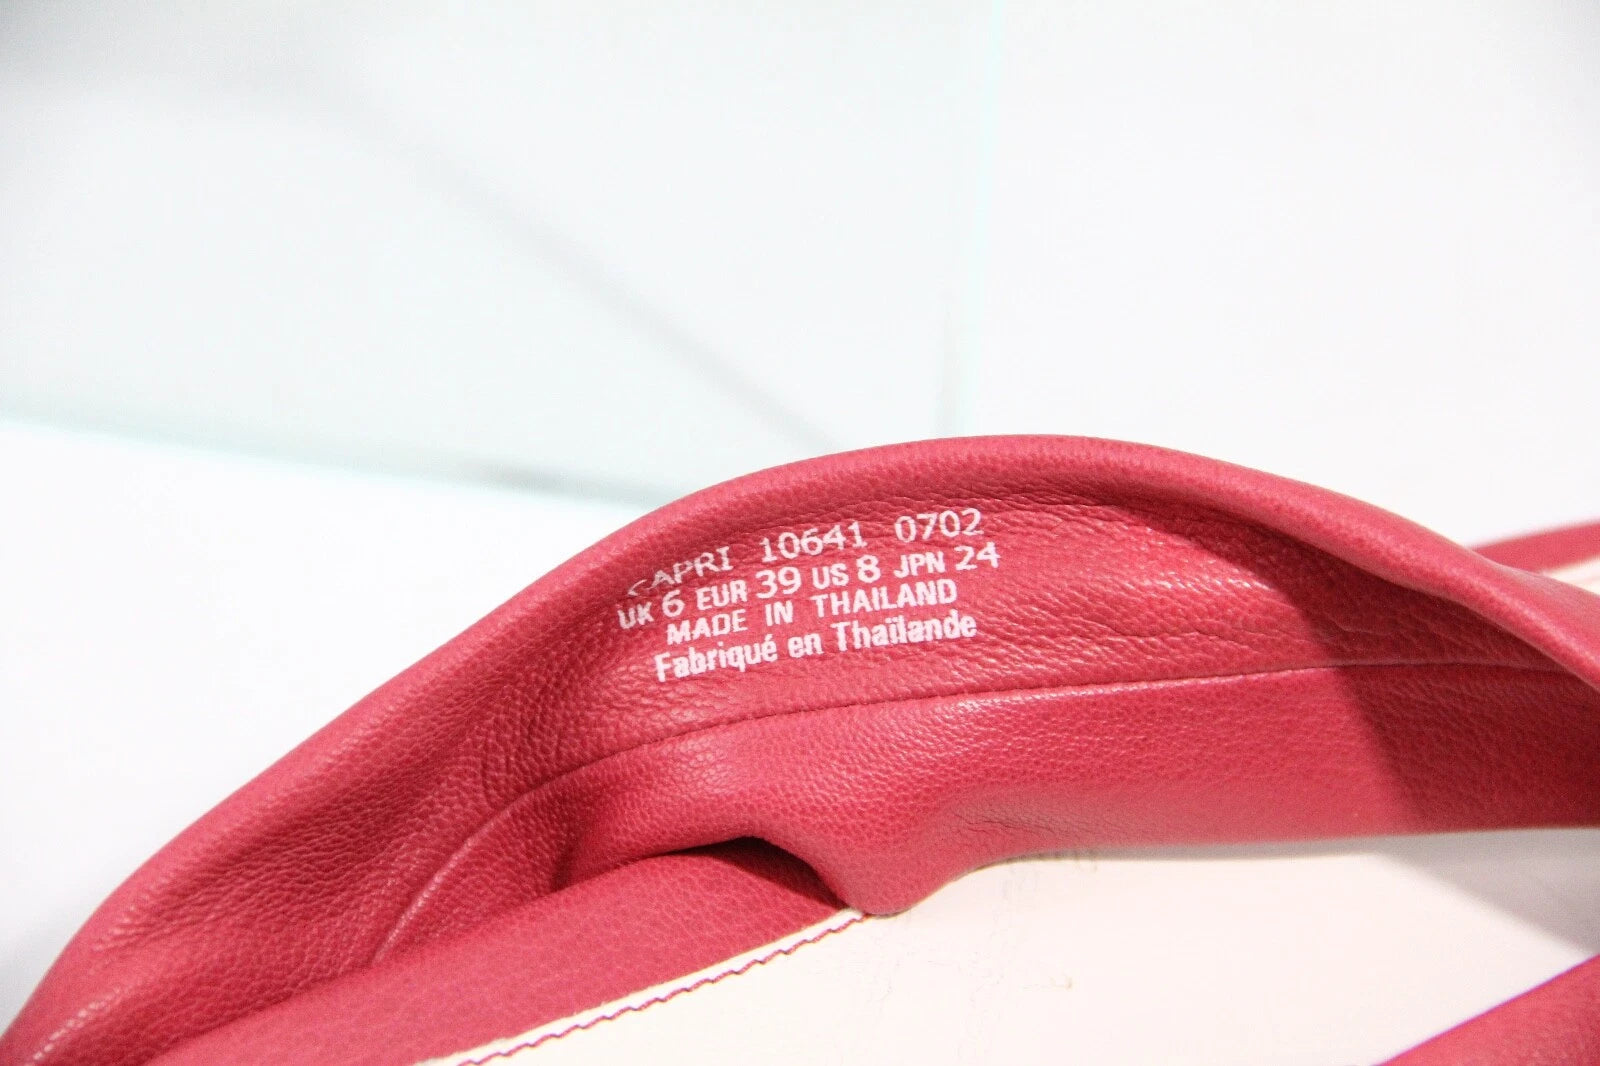 CAPRI 10641 0702
UK 6 EUR 39 US 8 JPN 24
MADE IN THAILAND
Fabriqué en Thaïlande